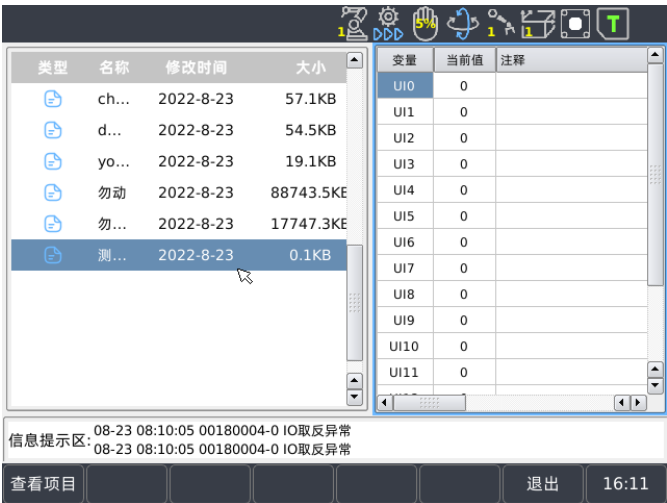 1
DDD
5%
1
1
T
类型 名称 修改时间 大小
ch... 2022-8-23 57.1KB
d... 2022-8-23 54.5KB
yo... 2022-8-23 19.1KB
勿动 2022-8-23 88743.5KE
勿... 2022-8-23 17747.3KE
测... 2022-8-23 0.1KB
变量 当前值 注释
UI0 0
UI1 0
UI2 0
UI3 0
UI4 0
UI5 0
UI6 0
UI7 0
UI8 0
UI9 0
UI10 0
UI11 0
信息提示区:
08-23 08:10:05 00180004-0 IO取反异常
08-23 08:10:05 00180004-0 IO取反异常
查看项目 退出 16:11